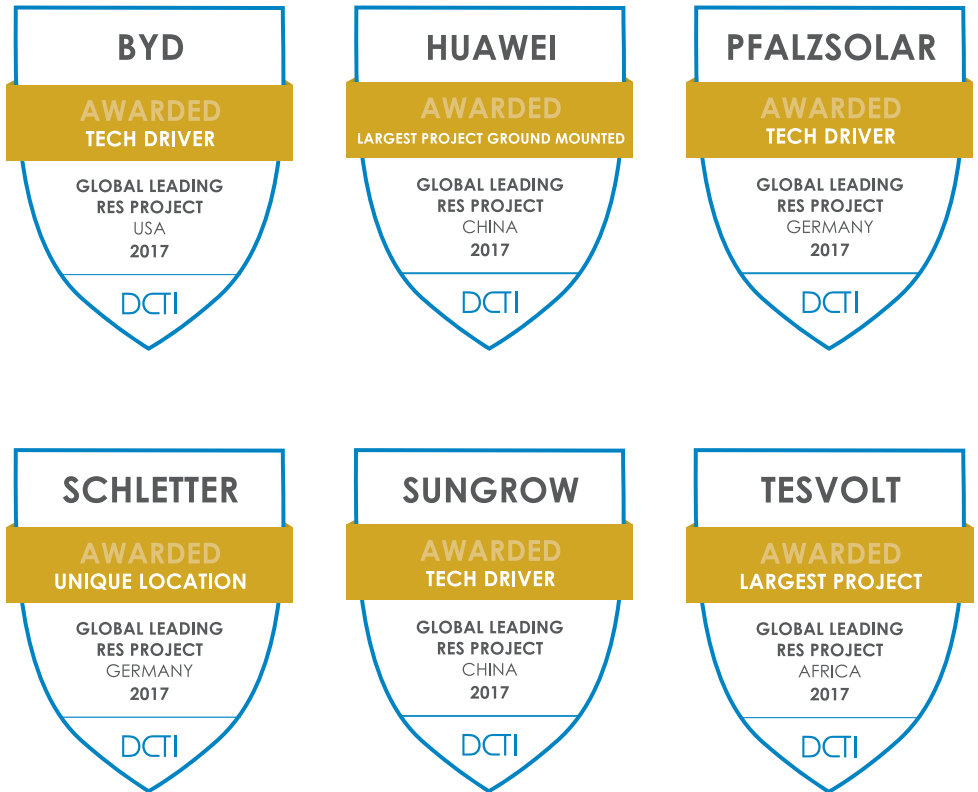 BYD
AWARDED
TECH DRIVER
GLOBAL LEADING
RES PROJECT
USA
2017
DCTI
HUAWEI
AWARDED
LARGEST PROJECT GROUND MOUNTED
GLOBAL LEADING
RES PROJECT
CHINA
2017
DCTI
PFALZSOLAR
AWARDED
TECH DRIVER
GLOBAL LEADING
RES PROJECT
GERMANY
2017
DCTI
SCHLETTER
AWARDED
UNIQUE LOCATION
GLOBAL LEADING
RES PROJECT
GERMANY
2017
DCTI
SUNGROW
AWARDED
TECH DRIVER
GLOBAL LEADING
RES PROJECT
CHINA
2017
DCTI
TESVOLT
AWARDED
LARGEST PROJECT
GLOBAL LEADING
RES PROJECT
AFRICA
2017
DCTI